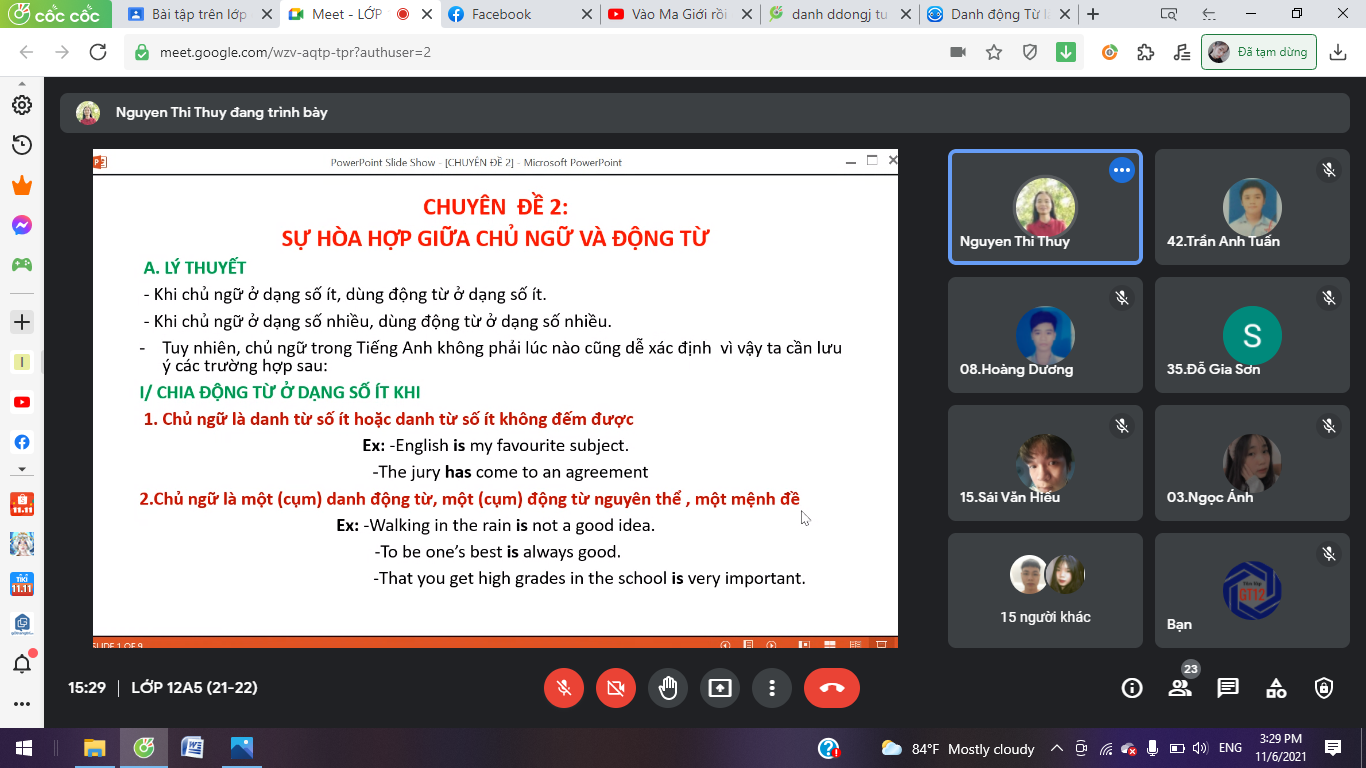 cốc cốc
Bài tập trên lớp
Meet - LỚP
Facebook
Vào Ma Giới rồi
danh ddongj tu
Danh động Từ là
meet.google.com/wzv-aqtp-tpr?authuser=2
Đã tạm dừng
Nguyen Thi Thuy đang trình bày
PowerPoint Slide Show - [CHUYÊN ĐỀ 2] - Microsoft PowerPoint
CHUYÊN ĐỀ 2:
SỰ HÒA HỢP GIỮA CHỦ NGỮ VÀ ĐỘNG TỪ
A. LÝ THUYẾT
- Khi chủ ngữ ở dạng số ít, dùng động từ ở dạng số ít.
- Khi chủ ngữ ở dạng số nhiều, dùng động từ ở dạng số nhiều.
- Tuy nhiên, chủ ngữ trong Tiếng Anh không phải lúc nào cũng dễ xác định vì vậy ta cần lưu
ý các trường hợp sau:
I/ CHIA ĐỘNG TỪ Ở DẠNG SỐ ÍT KHI
1. Chủ ngữ là danh từ số ít hoặc danh từ số ít không đếm được
Ex: -English is my favourite subject.
-The jury has come to an agreement
2.Chủ ngữ là một (cụm) danh động từ, một (cụm) động từ nguyên thể , một mệnh đề
Ex: -Walking in the rain is not a good idea.
-To be one's best is always good.
-That you get high grades in the school is very important.
SLIDE 1 OF 9
Nguyen Thi Thuy
42.Trần Anh Tuấn
08.Hoàng Dương
S
35.Đỗ Gia Sơn
15.Sái Văn Hiếu
03.Ngọc Ánh
15 người khác
GT12
Bạn
11.11
TIKI
11.11
15:29
LỚP 12A5 (21-22)
23
84°F Mostly cloudy
ENG
3:29 PM
11/6/2021